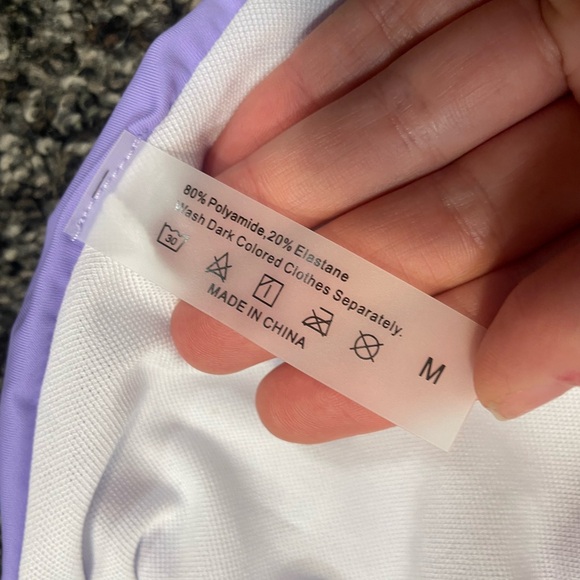 80% Polyamide,20% Elastane
Wash Dark Colored Clothes Separately.
30
MADE IN CHINA
M